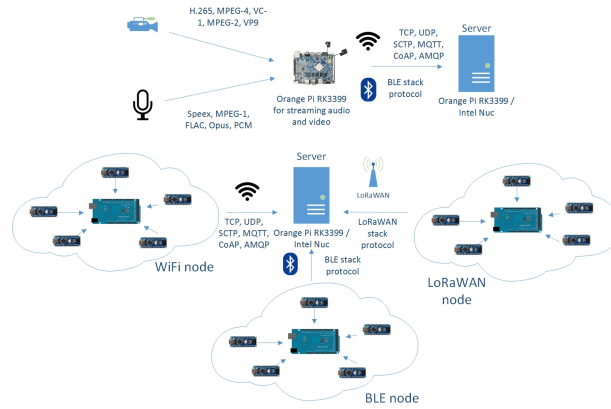 H.265, MPEG-4, VC-
1, MPEG-2, VP9
TCP, UDP,
SCTP, MQTT,
CoAP, AMQP
Server
BLE stack
protocol
Orange Pi RK3399
for streaming audio
and video
Orange Pi RK3399 /
Intel Nuc
Speex, MPEG-1,
FLAC, Opus, PCM
Server
LoRaWAN
TCP, UDP,
SCTP, MQTT,
CoAP, AMQP
Orange Pi RK3399 /
Intel Nuc
LoRaWAN
stack
protocol
WiFi node
BLE stack
protocol
LoRaWAN
node
BLE node